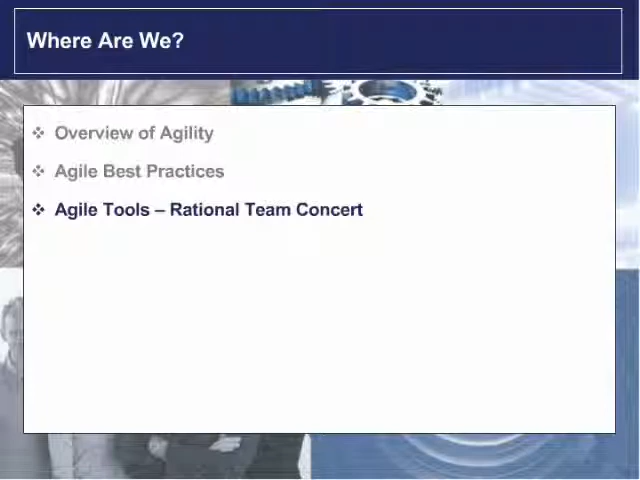 Where Are We?
❖ Overview of Agility
❖ Agile Best Practices
❖ Agile Tools – Rational Team Concert